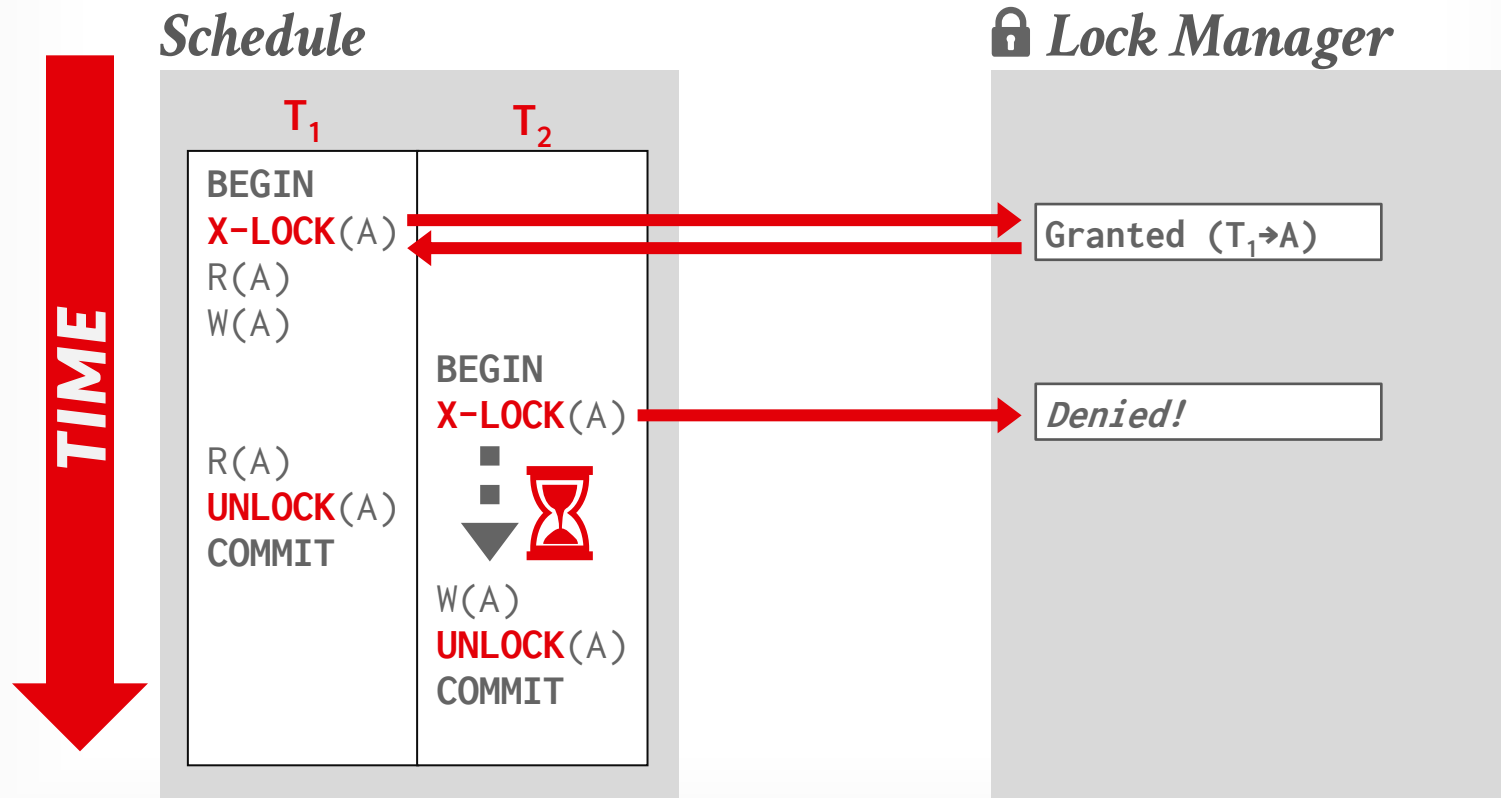 Schedule
Lock Manager
TIME
T₁
T₂
BEGIN
X-LOCK(A)
Granted (T₁→A)
R(A)
W(A)
BEGIN
X-LOCK(A)
Denied!
R(A)
UNLOCK(A)
COMMIT
W(A)
UNLOCK(A)
COMMIT